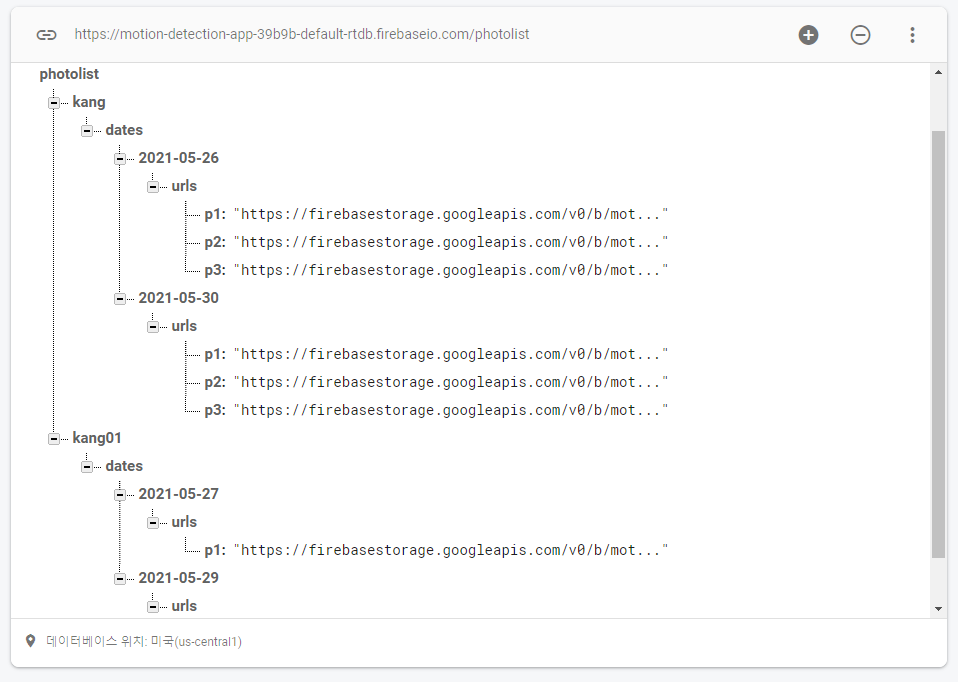 https://motion-detection-app-39b9b-default-rtdb.firebaseio.com/photolist
photolist
kang
dates
2021-05-26
urls
p1: "https://firebasestorage.googleapis.com/v0/b/mot..."
p2: "https://firebasestorage.googleapis.com/v0/b/mot..."
p3: "https://firebasestorage.googleapis.com/v0/b/mot..."
2021-05-30
urls
p1: "https://firebasestorage.googleapis.com/v0/b/mot..."
p2: "https://firebasestorage.googleapis.com/v0/b/mot..."
p3: "https://firebasestorage.googleapis.com/v0/b/mot..."
kang01
dates
2021-05-27
urls
p1: "https://firebasestorage.googleapis.com/v0/b/mot..."
2021-05-29
urls
데이터베이스 위치: 미국(us-central1)